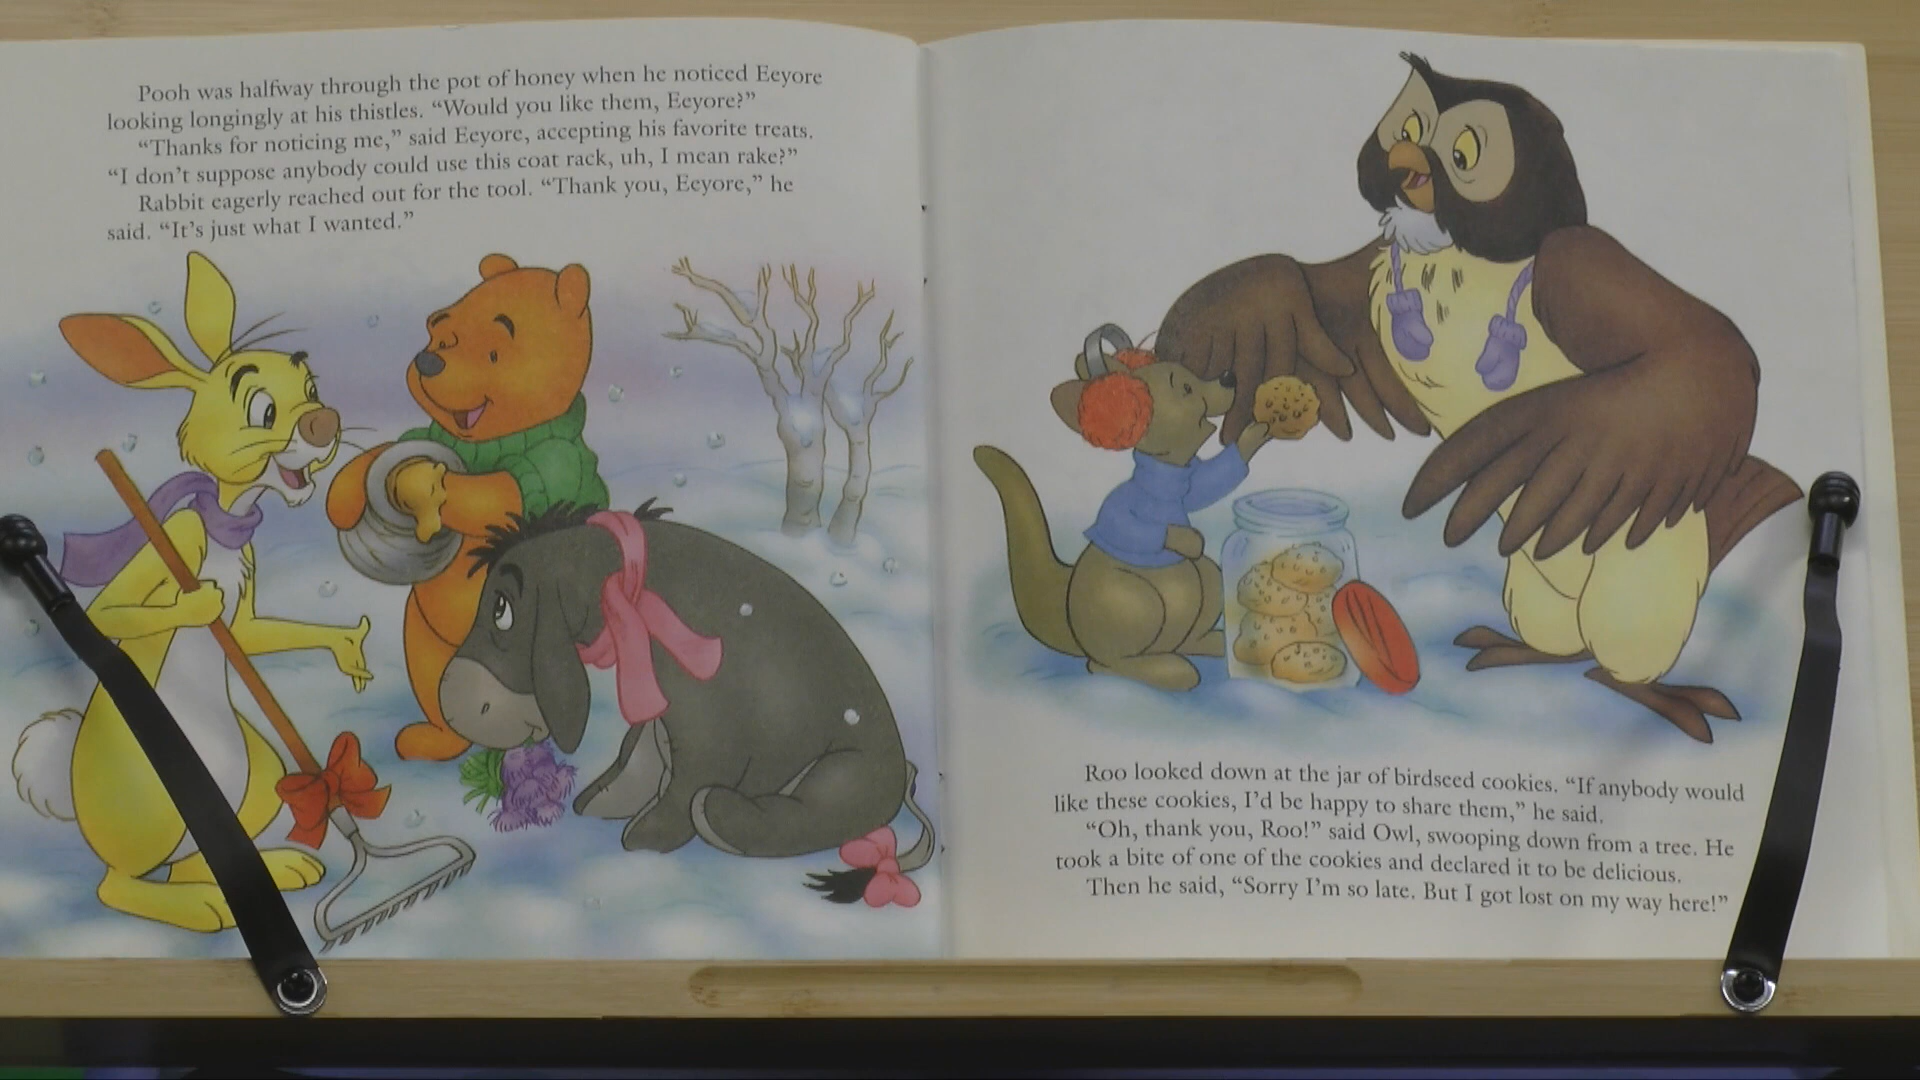 Pooh was halfway through the pot of honey when he noticed Eeyore
looking longingly at his thistles. “Would you like them, Eeyore?”
“Thanks for noticing me,” said Eeyore, accepting his favorite treats.
“I don’t suppose anybody could use this coat rack, uh, I mean rake?”
Rabbit eagerly reached out for the tool. “Thank you, Eeyore,” he
said. “It’s just what I wanted.”
Roo looked down at the jar of birdseed cookies. “If anybody would
like these cookies, I’d be happy to share them,” he said.
“Oh, thank you, Roo!” said Owl, swooping down from a tree. He
took a bite of one of the cookies and declared it to be delicious.
Then he said, “Sorry I’m so late. But I got lost on my way here!”